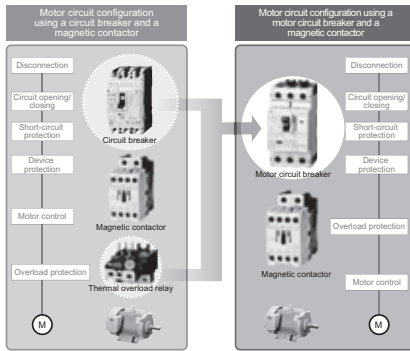 Motor circuit configuration
using a circuit breaker and a
magnetic contactor
Disconnection
Circuit opening/
closing
Short-circuit
protection
Device
protection
Motor control
Overload protection
M
Circuit breaker
Magnetic contactor
Thermal overload relay
Motor circuit configuration using a
motor circuit breaker and a
magnetic contactor
Motor circuit breaker
Magnetic contactor
Disconnection
Circuit opening/
closing
Short-circuit
protection
Device
protection
Overload protection
Motor control
M